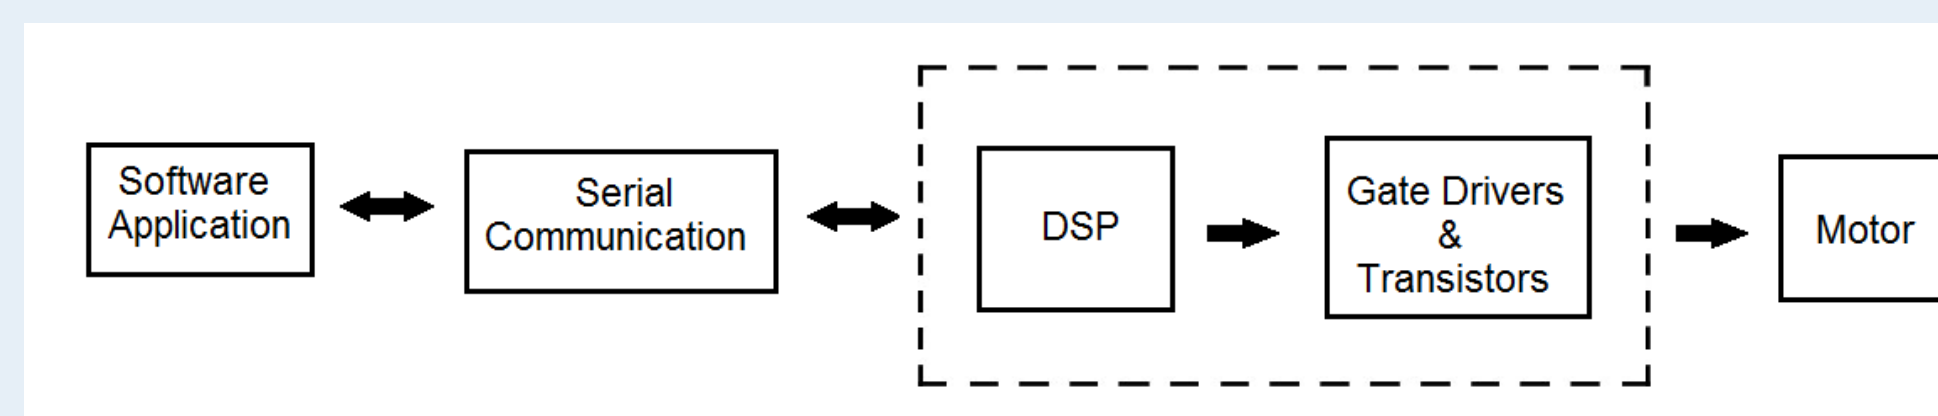 Software
Application
Serial
Communication
DSP
Gate Drivers
&
Transistors
Motor